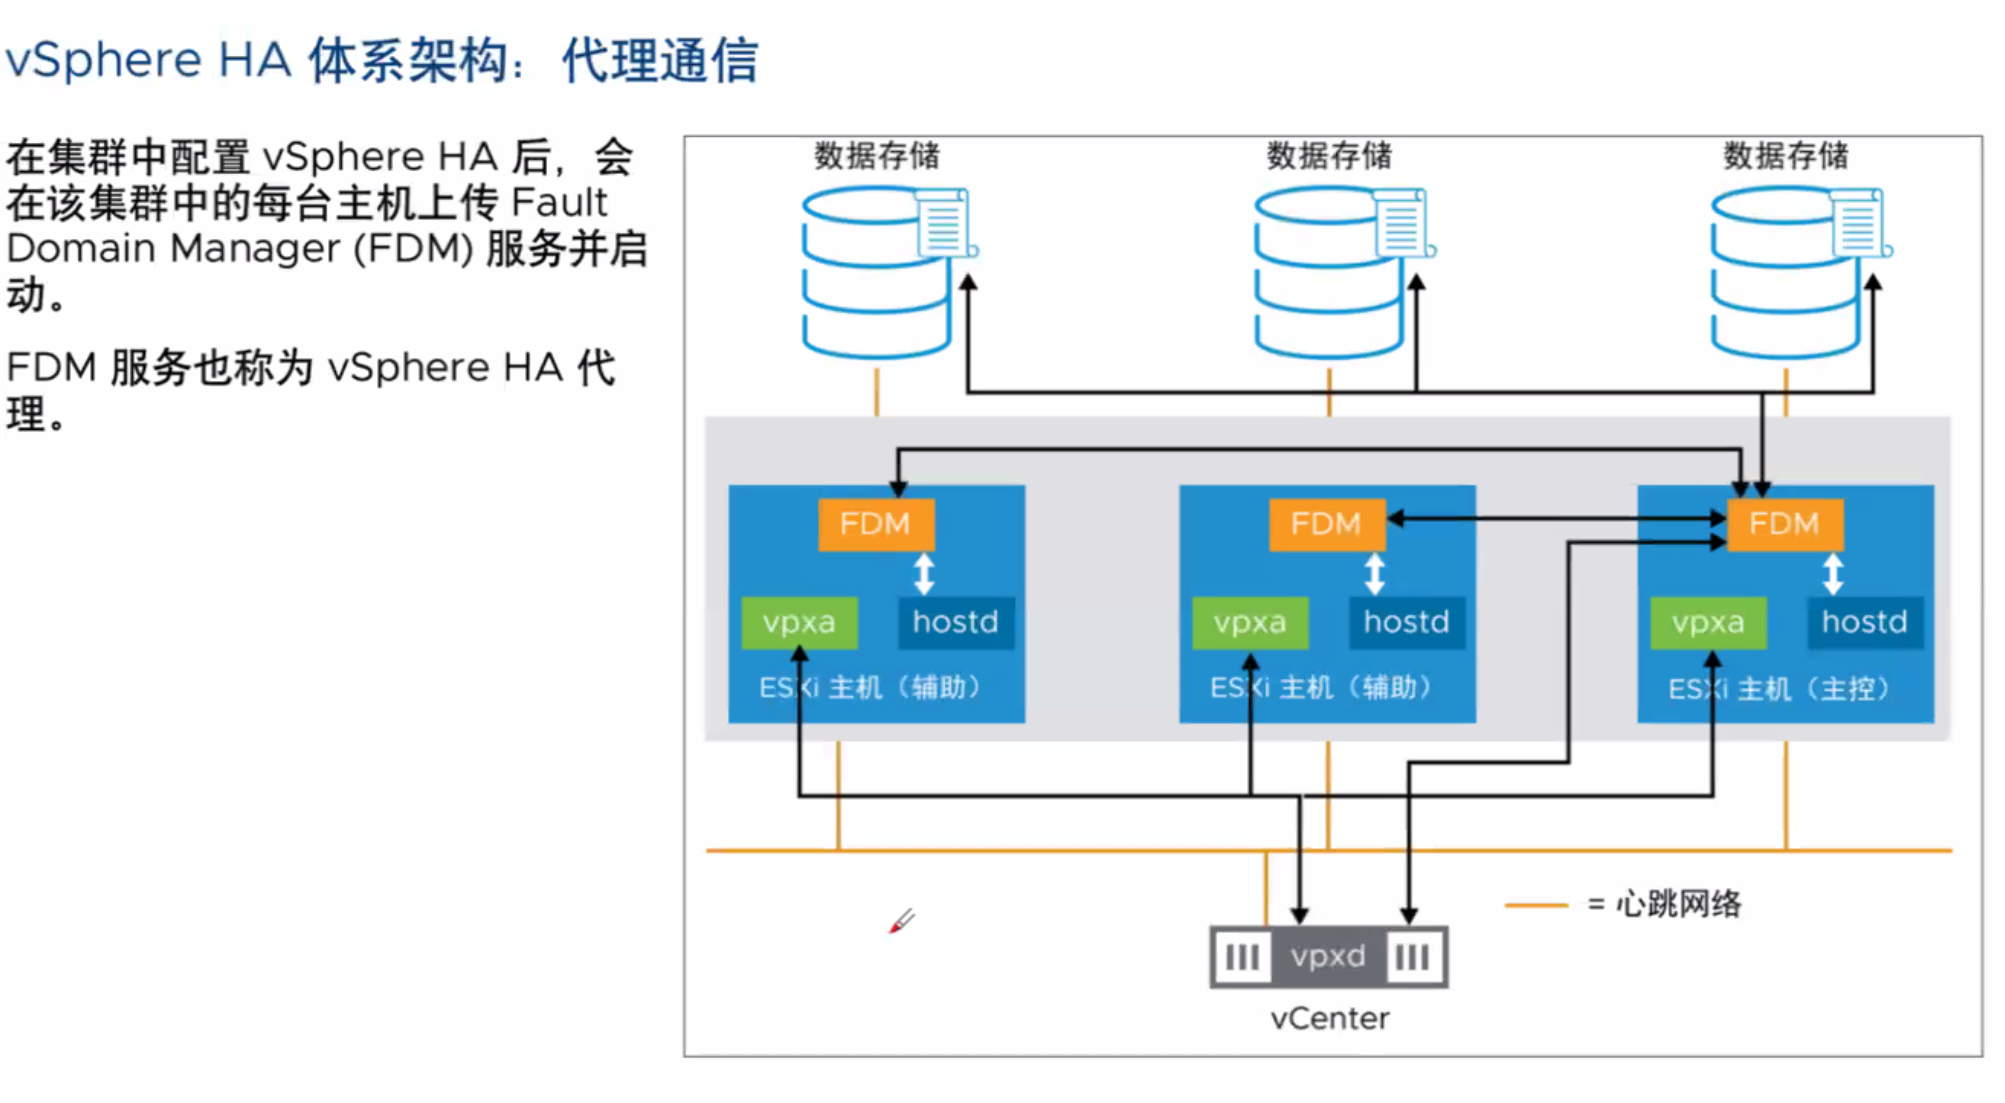 vSphere HA 体系架构：代理通信
在集群中配置 vSphere HA 后，会
在该集群中的每台主机上传 Fault
Domain Manager (FDM) 服务并启
动。
FDM 服务也称为 vSphere HA 代
理。
数据存储
数据存储
数据存储
FDM
FDM
FDM
vpxa
hostd
vpxa
hostd
vpxa
hostd
ESXi 主机（辅助）
ESXi 主机（辅助）
ESXi 主机（主控）
= 心跳网络
vpxd
vCenter